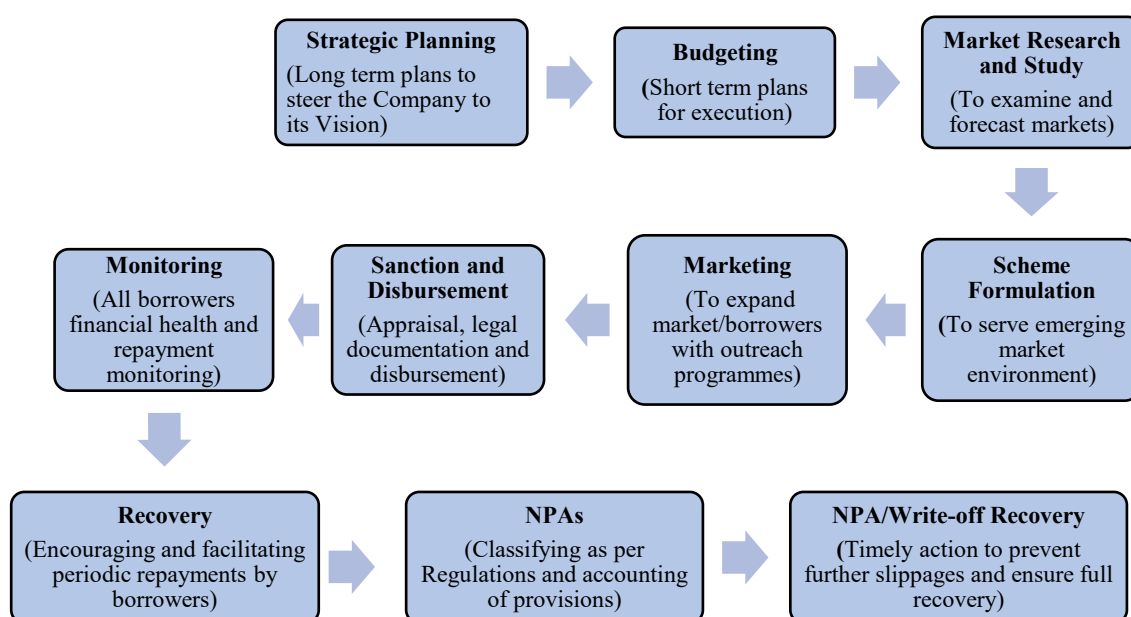 Strategic Planning
(Long term plans to
steer the Company to
its Vision)
Budgeting
(Short term plans
for execution)
Market Research
and Study
(To examine and
forecast markets)
Scheme
Formulation
(To serve emerging
market
environment)
Marketing
(To expand
market/borrowers
with outreach
programmes)
Sanction and
Disbursement
(Appraisal, legal
documentation and
disbursement)
Monitoring
(All borrowers
financial health and
repayment
monitoring)
Recovery
(Encouraging and facilitating
periodic repayments by
borrowers)
NPAs
(Classifying as per
Regulations and accounting
of provisions)
NPA/Write-off Recovery
(Timely action to prevent
further slippages and ensure full
recovery)